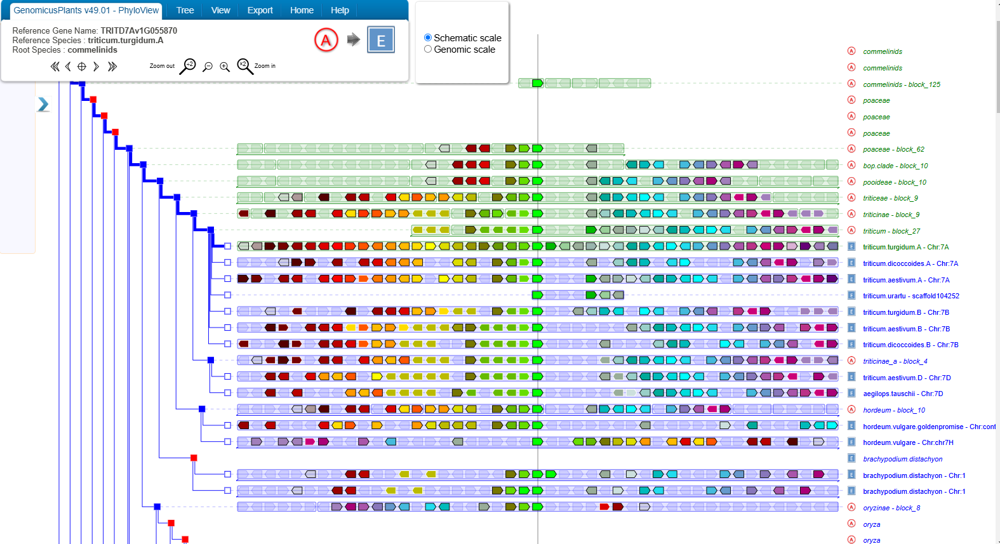 GenomicusPlants v49.01 - PhyloView
Tree
View
Export
Home
Help
Reference Gene Name: TRITD7Av1G055870
Reference Species : triticum.turgidum.A
Root Species : commelinids
A
E
Zoom out
÷2
×2
Zoom in
Schematic scale
Genomic scale
A commelinids
A commelinids
A commelinids - block_125
A poaceae
A poaceae
A poaceae
A poaceae - block_62
A bop.clade - block_10
A pooideae - block_10
A triticeae - block_9
A triticinae - block_9
A triticum - block_27
E triticum.turgidum.A - Chr:7A
E triticum.dicoccoides.A - Chr:7A
E triticum.aestivum.A - Chr:7A
E triticum.urartu - scaffold104252
E triticum.turgidum.B - Chr:7B
E triticum.aestivum.B - Chr:7B
E triticum.dicoccoides.B - Chr:7B
A triticinae_a - block_4
E triticum.aestivum.D - Chr:7D
E aegilops.tauschii - Chr:7D
A hordeum - block_10
E hordeum.vulgare.goldenpromise - Chr:cont
E hordeum.vulgare - Chr:chr7H
E brachypodium.distachyon
E brachypodium.distachyon - Chr:1
E brachypodium.distachyon - Chr:1
A oryzinae - block_8
A oryza
A oryza